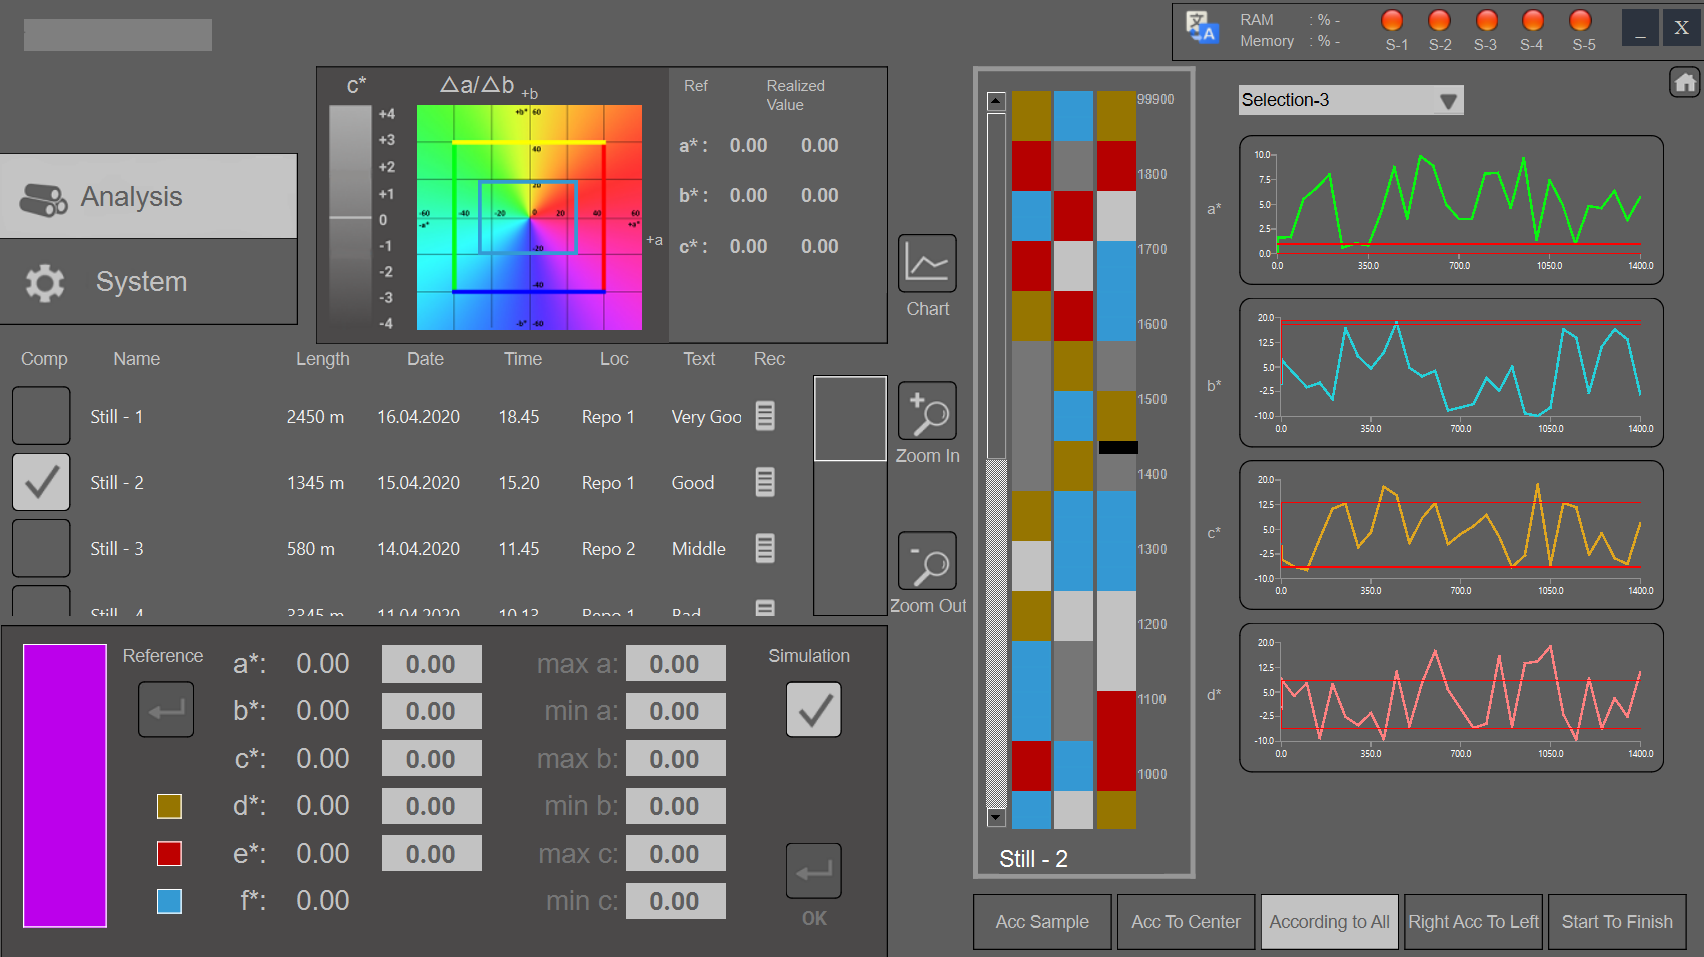 RAM : % -
Memory : % -
S-1 S-2 S-3 S-4 S-5
_ X
Analysis
System
c*
+4
+3
+2
+1
0
-1
-2
-3
-4
△a/△b +b
+b* 60
40
20
-60 -40 -20 0 20 40 60
-a* +a*
-20
-40
-b* -60
+a
Ref Realized
Value
a* : 0.00 0.00
b* : 0.00 0.00
c* : 0.00 0.00
Chart
Zoom In
Zoom Out
Comp Name Length Date Time Loc Text Rec
Still - 1 2450 m 16.04.2020 18.45 Repo 1 Very Goo
Still - 2 1345 m 15.04.2020 15.20 Repo 1 Good
Still - 3 580 m 14.04.2020 11.45 Repo 2 Middle
Still - 4 3345 m 11.04.2020 10.13 Repo 1 Bad
Reference
a*: 0.00 0.00 max a: 0.00
b*: 0.00 0.00 min a: 0.00
c*: 0.00 0.00 max b: 0.00
d*: 0.00 0.00 min b: 0.00
e*: 0.00 0.00 max c: 0.00
f*: 0.00 min c: 0.00
Simulation
OK
99900
1800
1700
1600
1500
1400
1300
1200
1100
1000
Still - 2
Selection-3
a*
10.0
7.5
5.0
2.5
0.0
0.0 350.0 700.0 1050.0 1400.0
b*
20.0
12.5
5.0
-2.5
-10.0
0.0 350.0 700.0 1050.0 1400.0
c*
20.0
12.5
5.0
-2.5
-10.0
0.0 350.0 700.0 1050.0 1400.0
d*
20.0
12.5
5.0
-2.5
-10.0
0.0 350.0 700.0 1050.0 1400.0
Acc Sample
Acc To Center
According to All
Right Acc To Left
Start To Finish